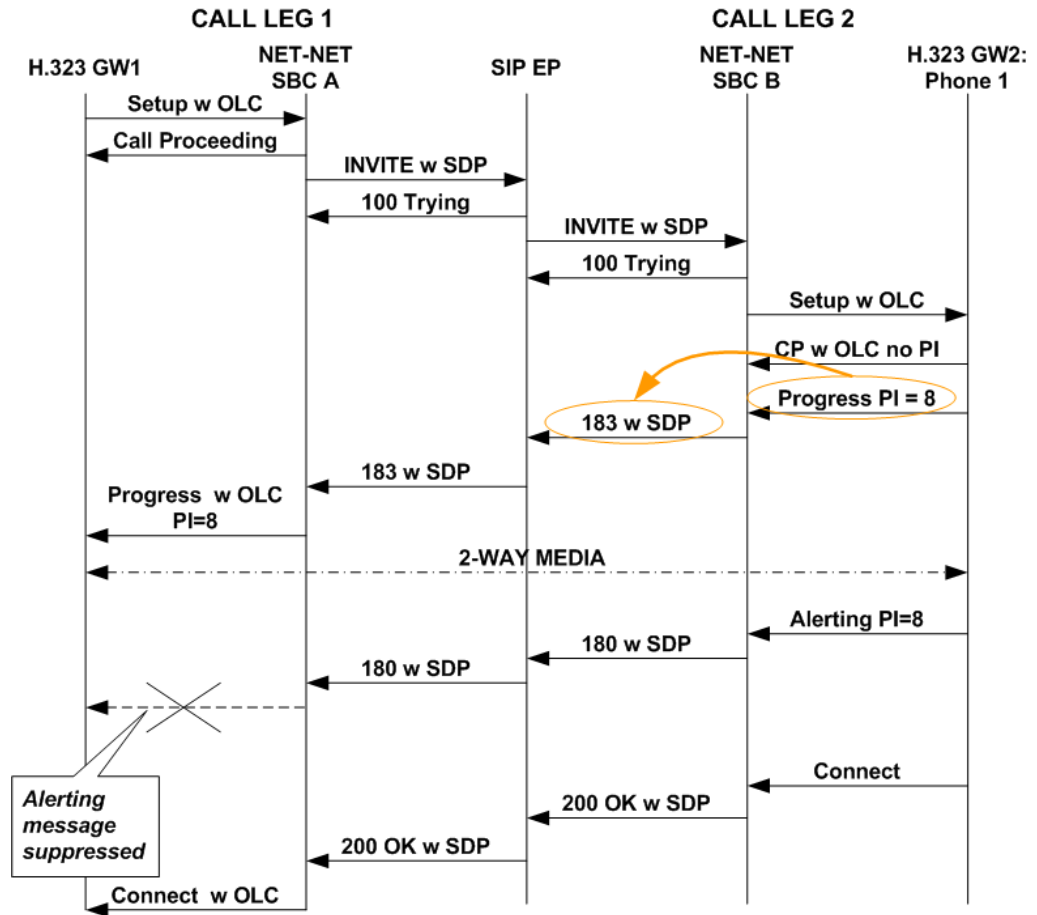 CALL LEG 1
CALL LEG 2
H.323 GW1
NET-NET
SBC A
SIP EP
NET-NET
SBC B
H.323 GW2:
Phone 1
Setup w OLC
Call Proceeding
INVITE w SDP
100 Trying
INVITE w SDP
100 Trying
Setup w OLC
CP w OLC no PI
Progress PI = 8
183 w SDP
183 w SDP
Progress w OLC
PI=8
2-WAY MEDIA
Alerting PI=8
180 w SDP
180 w SDP
Alerting
message
suppressed
Connect
200 OK w SDP
200 OK w SDP
Connect w OLC